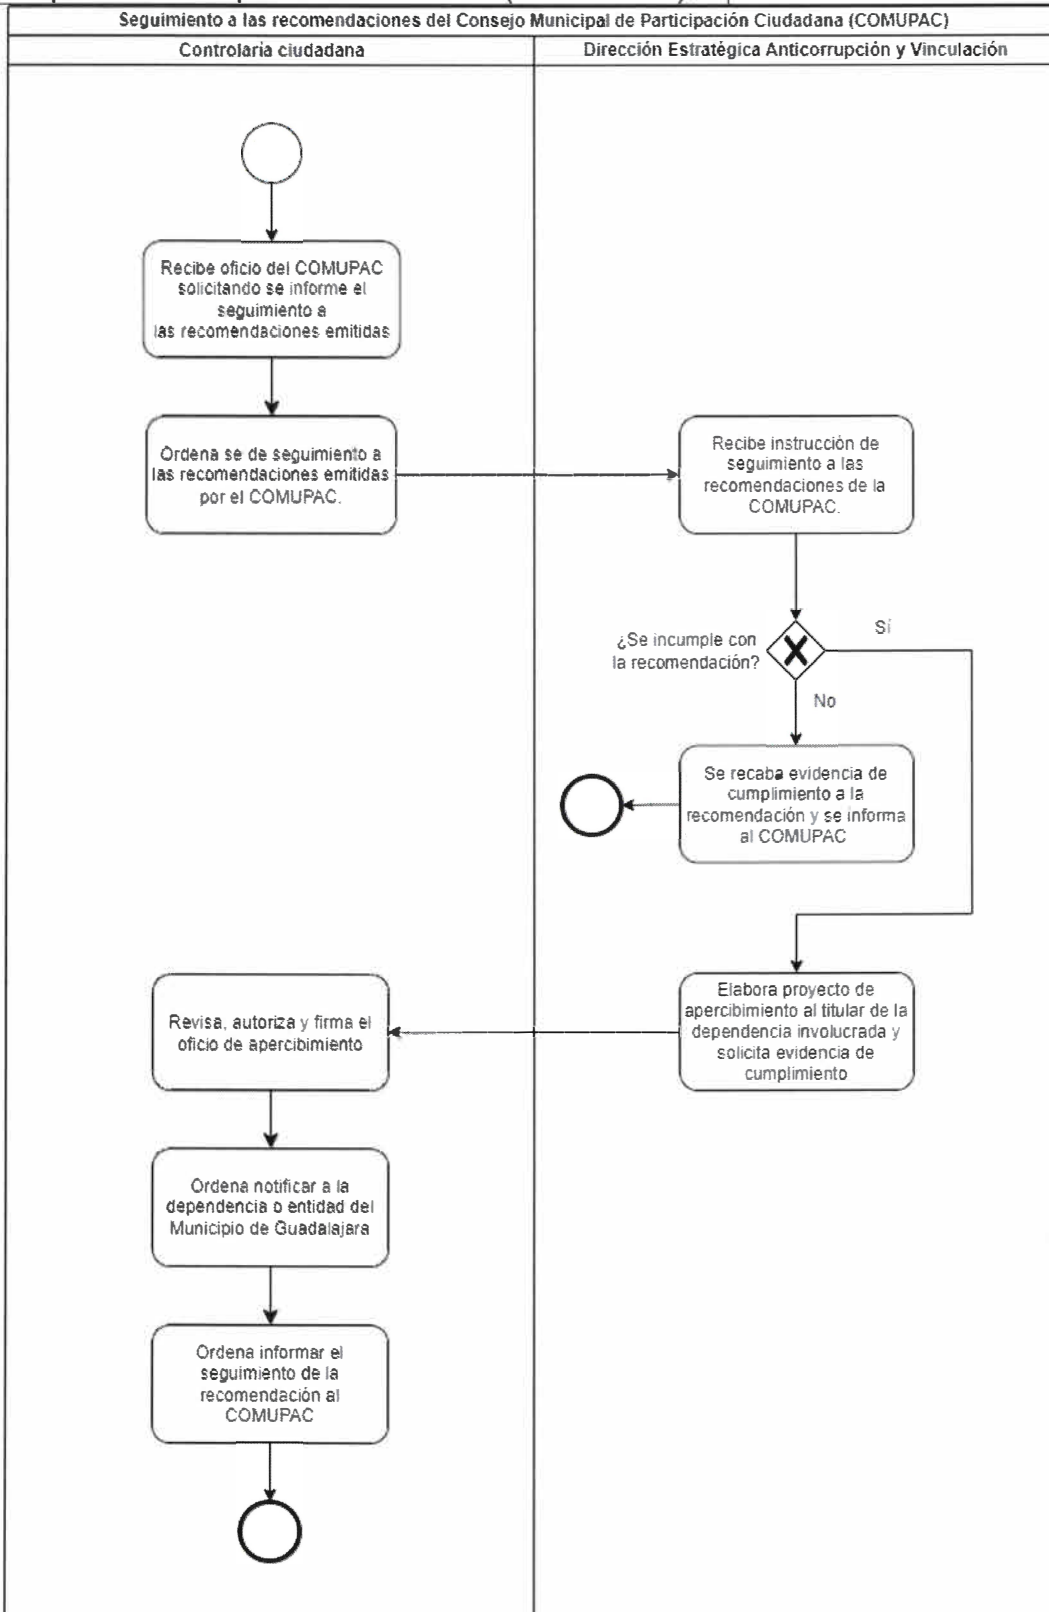 Seguimiento a las recomendaciones del Consejo Municipal de Participación Ciudadana (COMUPAC)
Controlaría ciudadana
Dirección Estratégica Anticorrupción y Vinculación
Recibe oficio del COMUPAC
solicitando se informe el
seguimiento a
las recomendaciones emitidas
Ordena se de seguimiento a
las recomendaciones emitidas
por el COMUPAC.
Recibe instrucción de
seguimiento a las
recomendaciones de la
COMUPAC.
¿Se incumple con
la recomendación?
Sí
No
Se recaba evidencia de
cumplimiento a la
recomendación y se informa
al COMUPAC
Elabora proyecto de
apercibimiento al titular de la
dependencia involucrada y
solicita evidencia de
cumplimiento
Revisa, autoriza y firma el
oficio de apercibimiento
Ordena notificar a la
dependencia o entidad del
Municipio de Guadalajara
Ordena informar el
seguimiento de la
recomendación al
COMUPAC